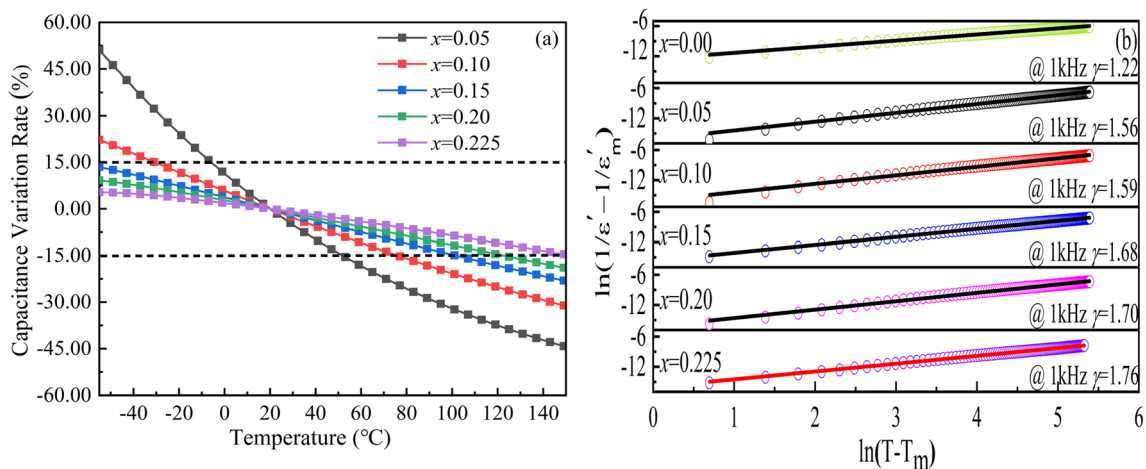 60.00
45.00
30.00
15.00
0.00
-15.00
-30.00
-45.00
-60.00
Capacitance Variation Rate (%)
-40 -20 0 20 40 60 80 100 120 140
Temperature (℃)
(a)
x=0.05
x=0.10
x=0.15
x=0.20
x=0.225
(b)
ln(1/ε′−1/ε′m)
-6
-12
x=0.00
@ 1kHz γ=1.22
-6
-12
x=0.05
@ 1kHz γ=1.56
-6
-12
x=0.10
@ 1kHz γ=1.59
-6
-12
x=0.15
@ 1kHz γ=1.68
-6
-12
x=0.20
@ 1kHz γ=1.70
-6
-12
x=0.225
@ 1kHz γ=1.76
0 1 2 3 4 5 6
ln(T-Tm)